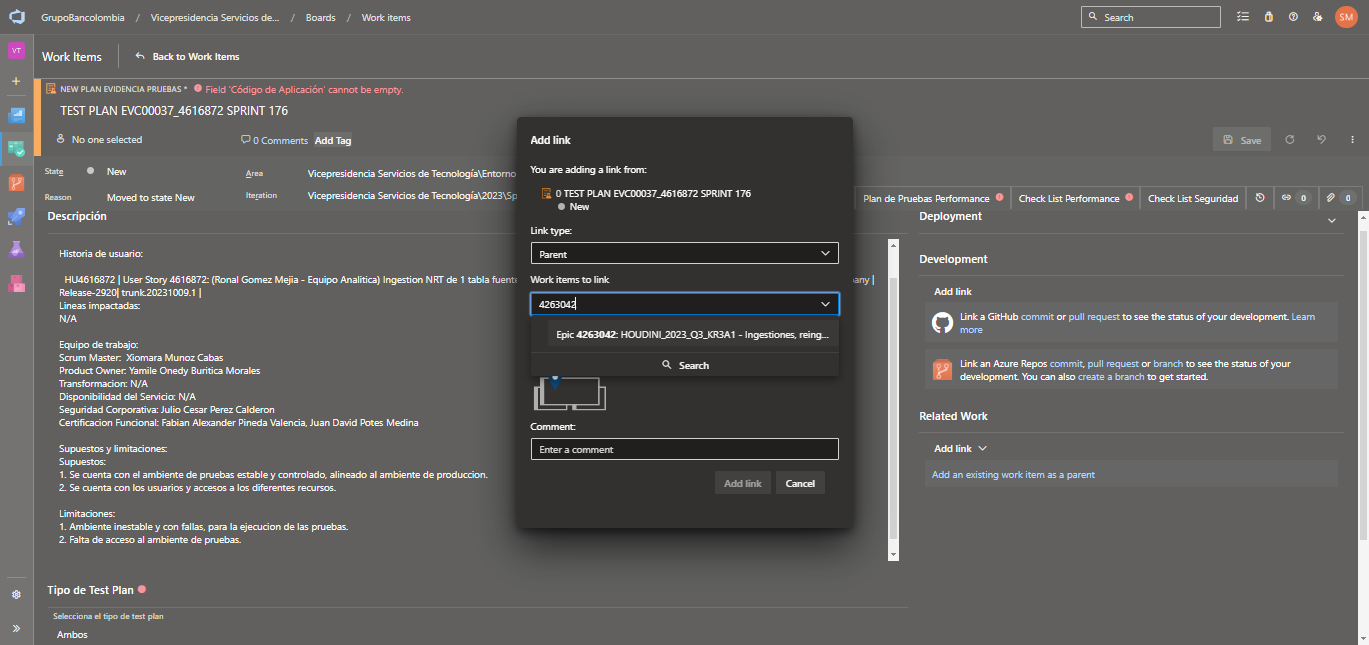 GrupoBancolombia / Vicepresidencia Servicios de... / Boards / Work items
Search
SM
VT
Work Items
Back to Work Items
NEW PLAN EVIDENCIA PRUEBAS * Field 'Código de Aplicación' cannot be empty.
TEST PLAN EVC00037_4616872 SPRINT 176
No one selected
0 Comments
Add Tag
Save
State
New
Area
Vicepresidencia Servicios de Tecnología\Entorno
Reason
Moved to state New
Iteration
Vicepresidencia Servicios de Tecnología\2023\Sp
Plan de Pruebas Performance
Check List Performance
Check List Seguridad
0
0
Descripción
Historia de usuario:
HU4616872 | User Story 4616872: (Ronal Gomez Mejia - Equipo Analitica) Ingestion NRT de 1 tabla fuente
any |
Release-2920| trunk.20231009.1 |
Lineas impactadas:
N/A
Equipo de trabajo:
Scrum Master: Xiomara Munoz Cabas
Product Owner: Yamile Onedy Buritica Morales
Transformacion: N/A
Disponibilidad del Servicio: N/A
Seguridad Corporativa: Julio Cesar Perez Calderon
Certificacion Funcional: Fabian Alexander Pineda Valencia, Juan David Potes Medina
Supuestos y limitaciones:
Supuestos:
1. Se cuenta con el ambiente de pruebas estable y controlado, alineado al ambiente de produccion.
2. Se cuenta con los usuarios y accesos a los diferentes recursos.
Limitaciones:
1. Ambiente inestable y con fallas, para la ejecucion de las pruebas.
2. Falta de acceso al ambiente de pruebas.
Tipo de Test Plan
Selecciona el tipo de test plan
Ambos
Add link
You are adding a link from:
0 TEST PLAN EVC00037_4616872 SPRINT 176
New
Link type:
Parent
Work items to link
4263042
Epic 4263042: HOUDINI_2023_Q3_KR3A1 - Ingestiones, reing...
Search
Comment:
Enter a comment
Add link
Cancel
Deployment
Development
Add link
Link a GitHub commit or pull request to see the status of your development. Learn
more
Link an Azure Repos commit, pull request or branch to see the status of your
development. You can also create a branch to get started.
Related Work
Add link
Add an existing work item as a parent